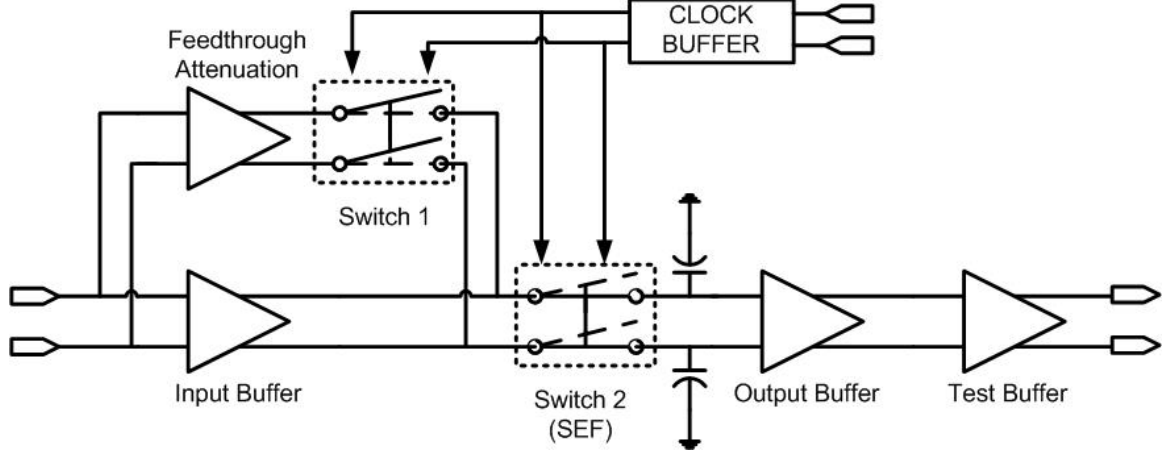 CLOCK
BUFFER
Feedthrough
Attenuation
Switch 1
Input Buffer
Switch 2
(SEF)
Output Buffer
Test Buffer